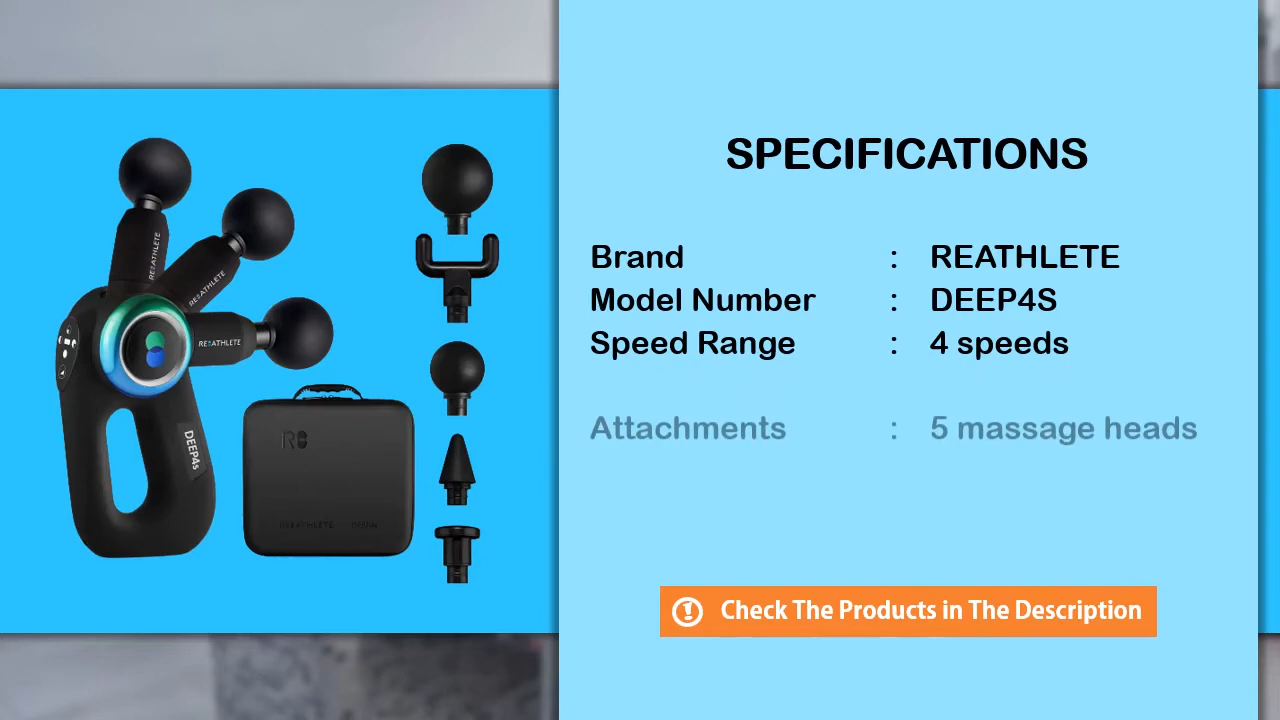 SPECIFICATIONS
Brand : REATHLETE
Model Number : DEEP4S
Speed Range : 4 speeds
Attachments : 5 massage heads
Check The Products in The Description
REATHLETE
REATHLETE
REATHLETE
DEEP4s
R
REATHLETE